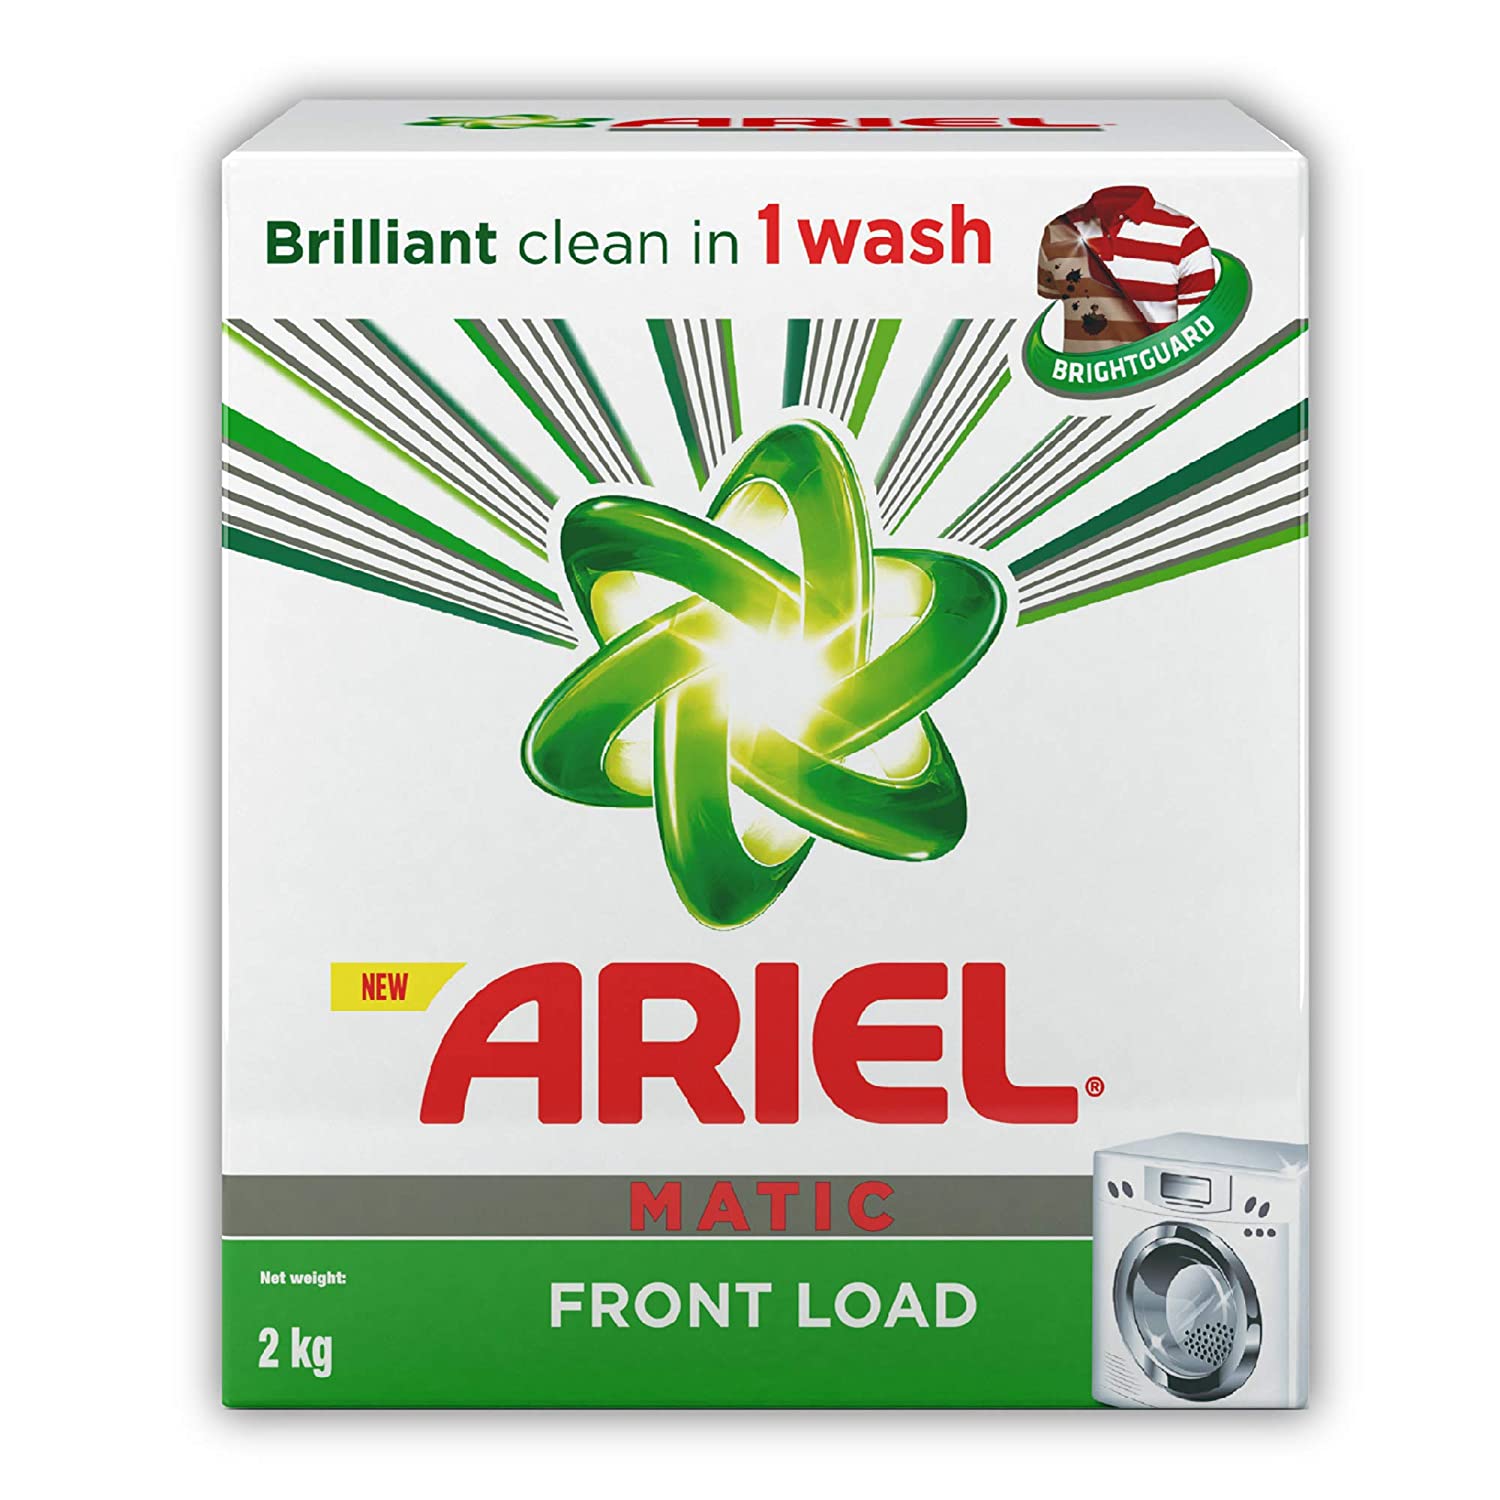 ARIEL
Brilliant clean in 1 wash
BRIGHTGUARD
NEW
ARIEL®
MATIC
Net weight:
2 kg
FRONT LOAD